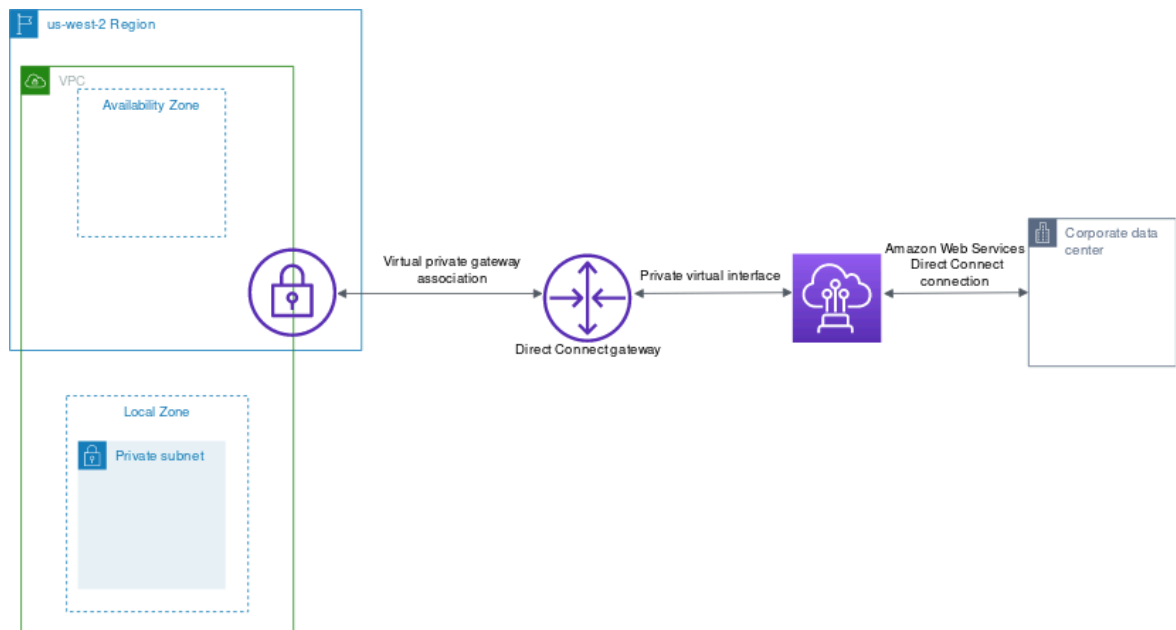 us-west-2 Region
VPC
Availability Zone
Virtual private gateway
association
Direct Connect gateway
Private virtual interface
Amazon Web Services
Direct Connect
connection
Corporate data
center
Local Zone
Private subnet